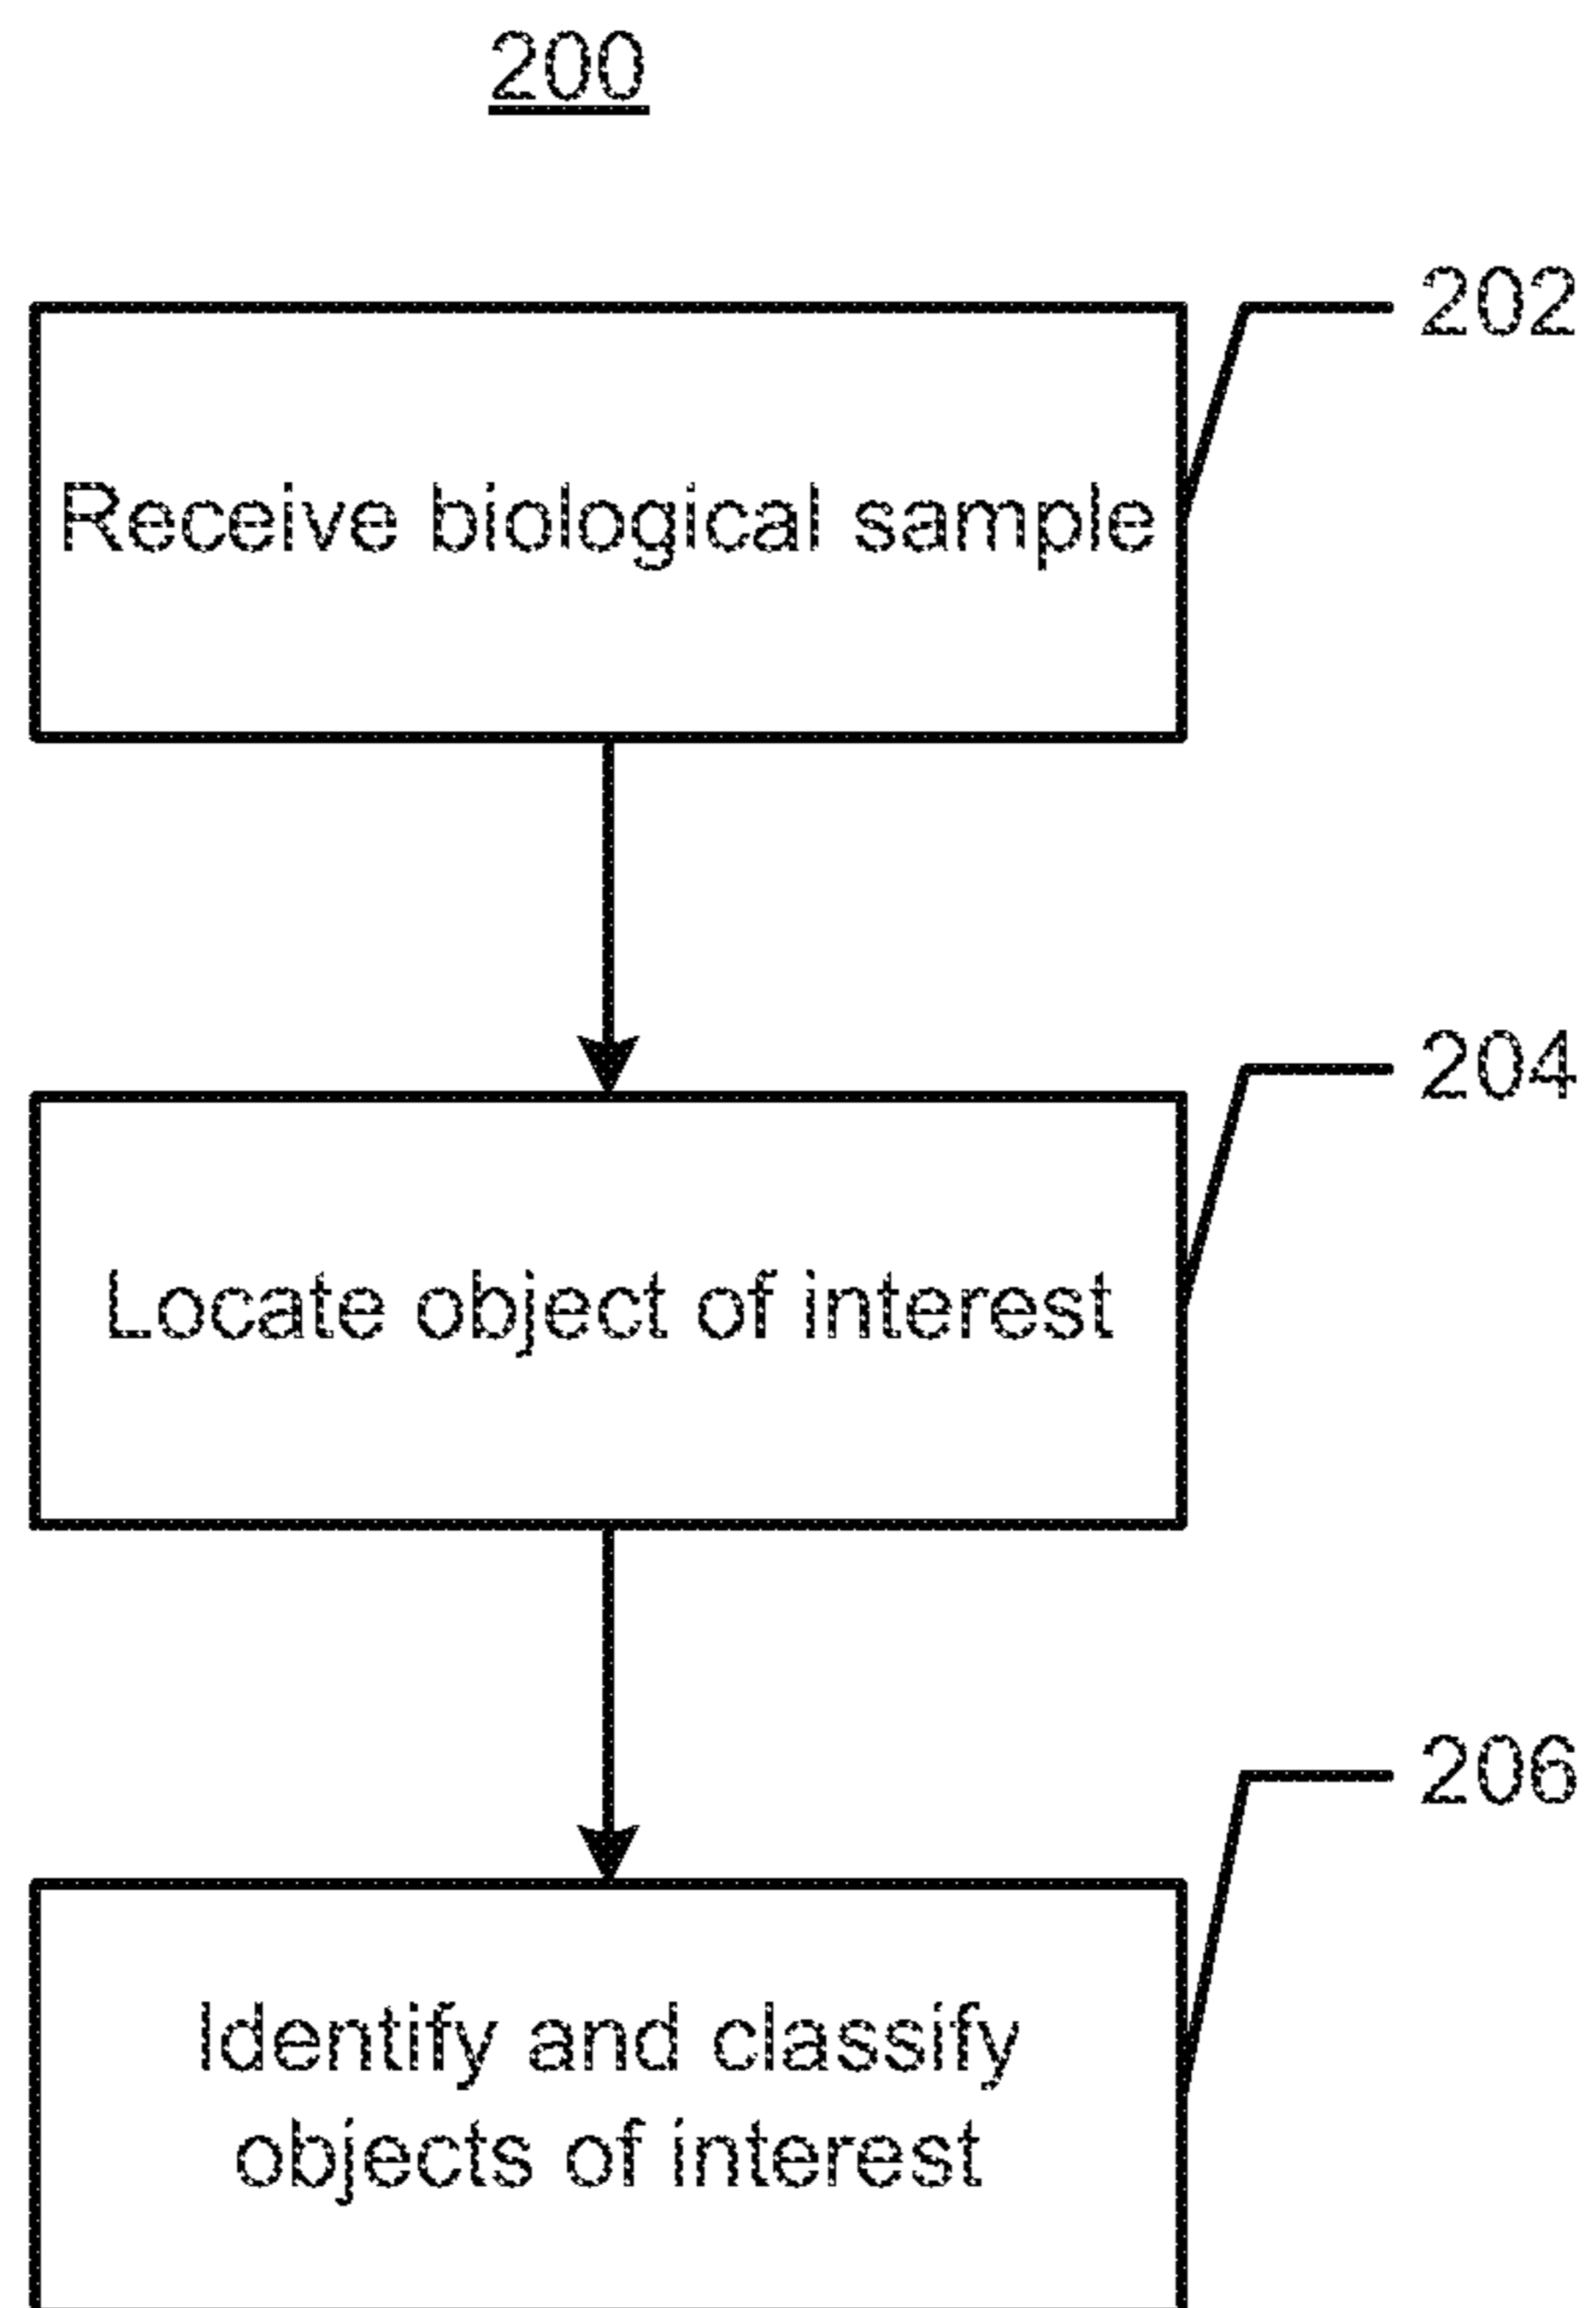 200
202
Receive biological sample
204
Locate object of interest
206
Identify and classify
objects of interest